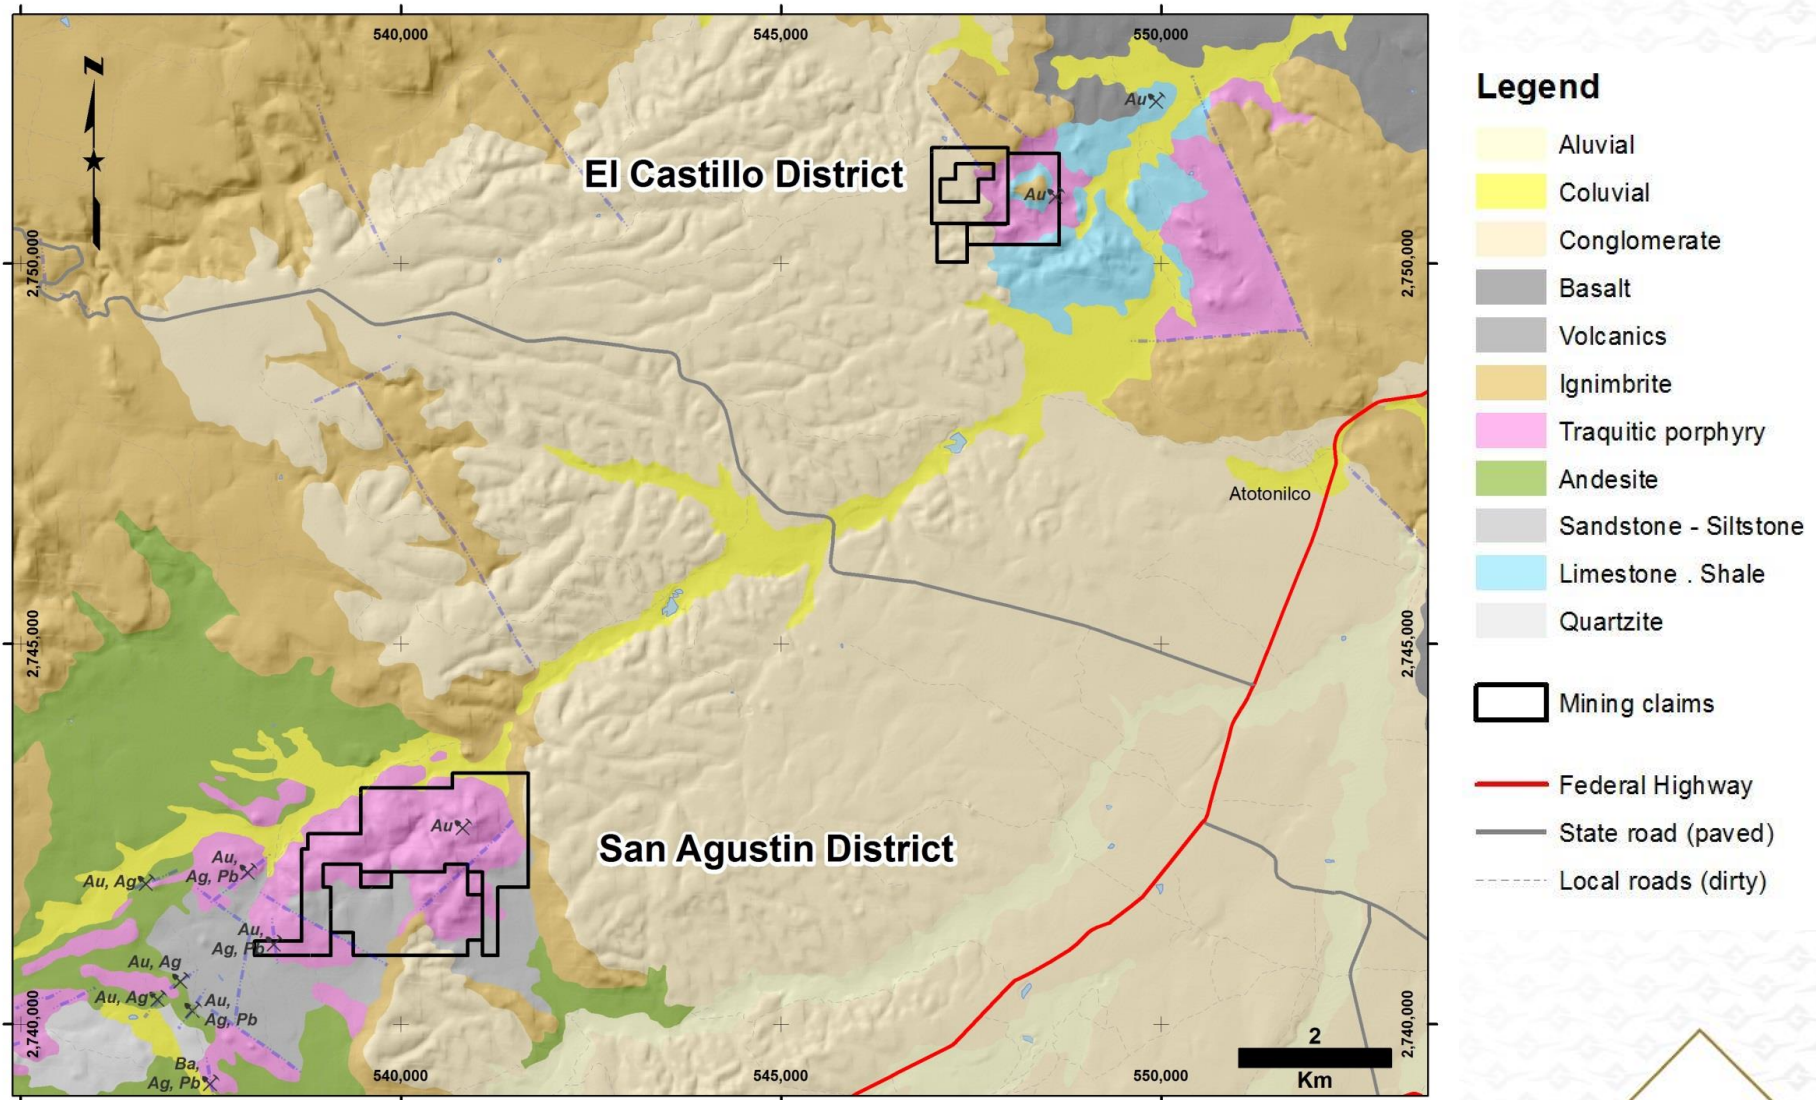 540,000
545,000
550,000
Legend
Z
Au
Aluvial
El Castillo District
Coluvial
Au
Conglomerate
2,750,000
2,750,000
Basalt
Volcanics
Ignimbrite
Traquitic porphyry
Andesite
Atotonilco
Sandstone - Siltstone
Limestone . Shale
2,745,000
2,745,000
Quartzite
Mining claims
Federal Highway
Au
San Agustin District
State road (paved)
Au,
Ag, Pb
Au, Ag
Local roads (dirty)
Au,
Ag, Pb
Au, Ag
Au, Ag
Au,
Ag, Pb
2,740,000
2,740,000
2
Km
Ba,
Ag, Pb
540,000
545,000
550,000